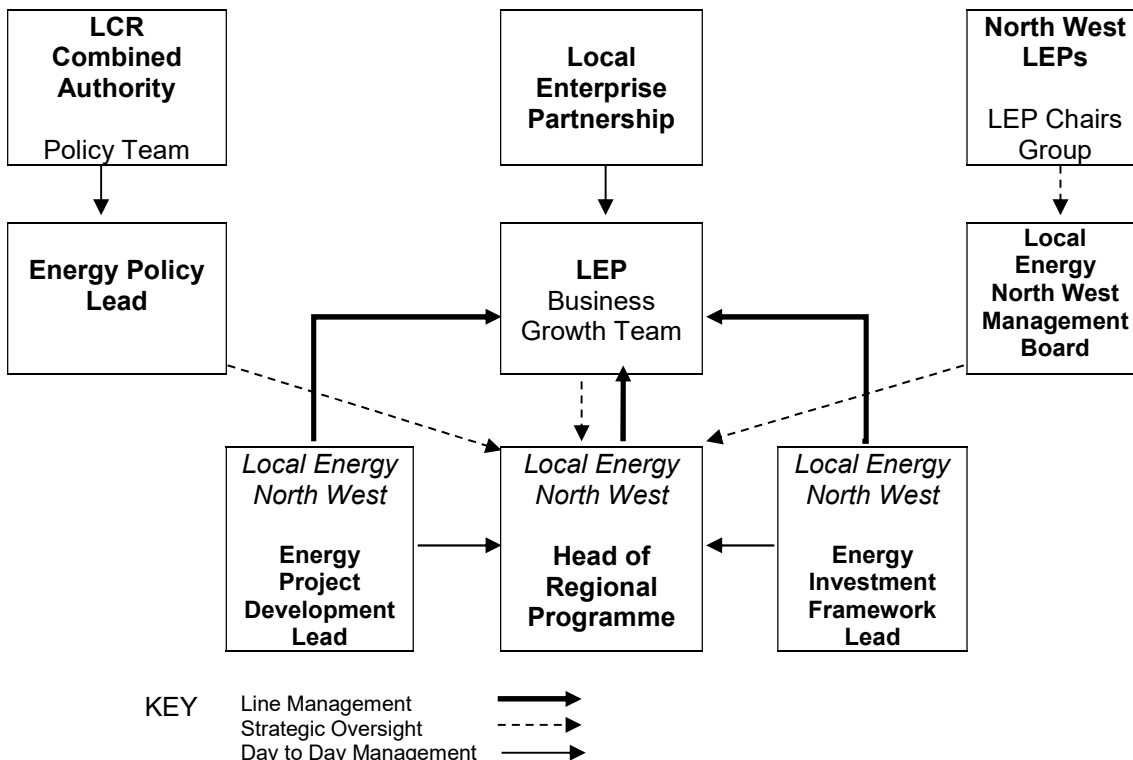 LCR
Combined
Authority
Policy Team
Local
Enterprise
Partnership
North West
LEPs
LEP Chairs
Group
Energy Policy
Lead
LEP
Business
Growth Team
Local
Energy
North West
Management
Board
Local Energy
North West
Energy
Project
Development
Lead
Local Energy
North West
Head of
Regional
Programme
Local Energy
North West
Energy
Investment
Framework
Lead
KEY
Line Management
Strategic Oversight
Day to Day Management